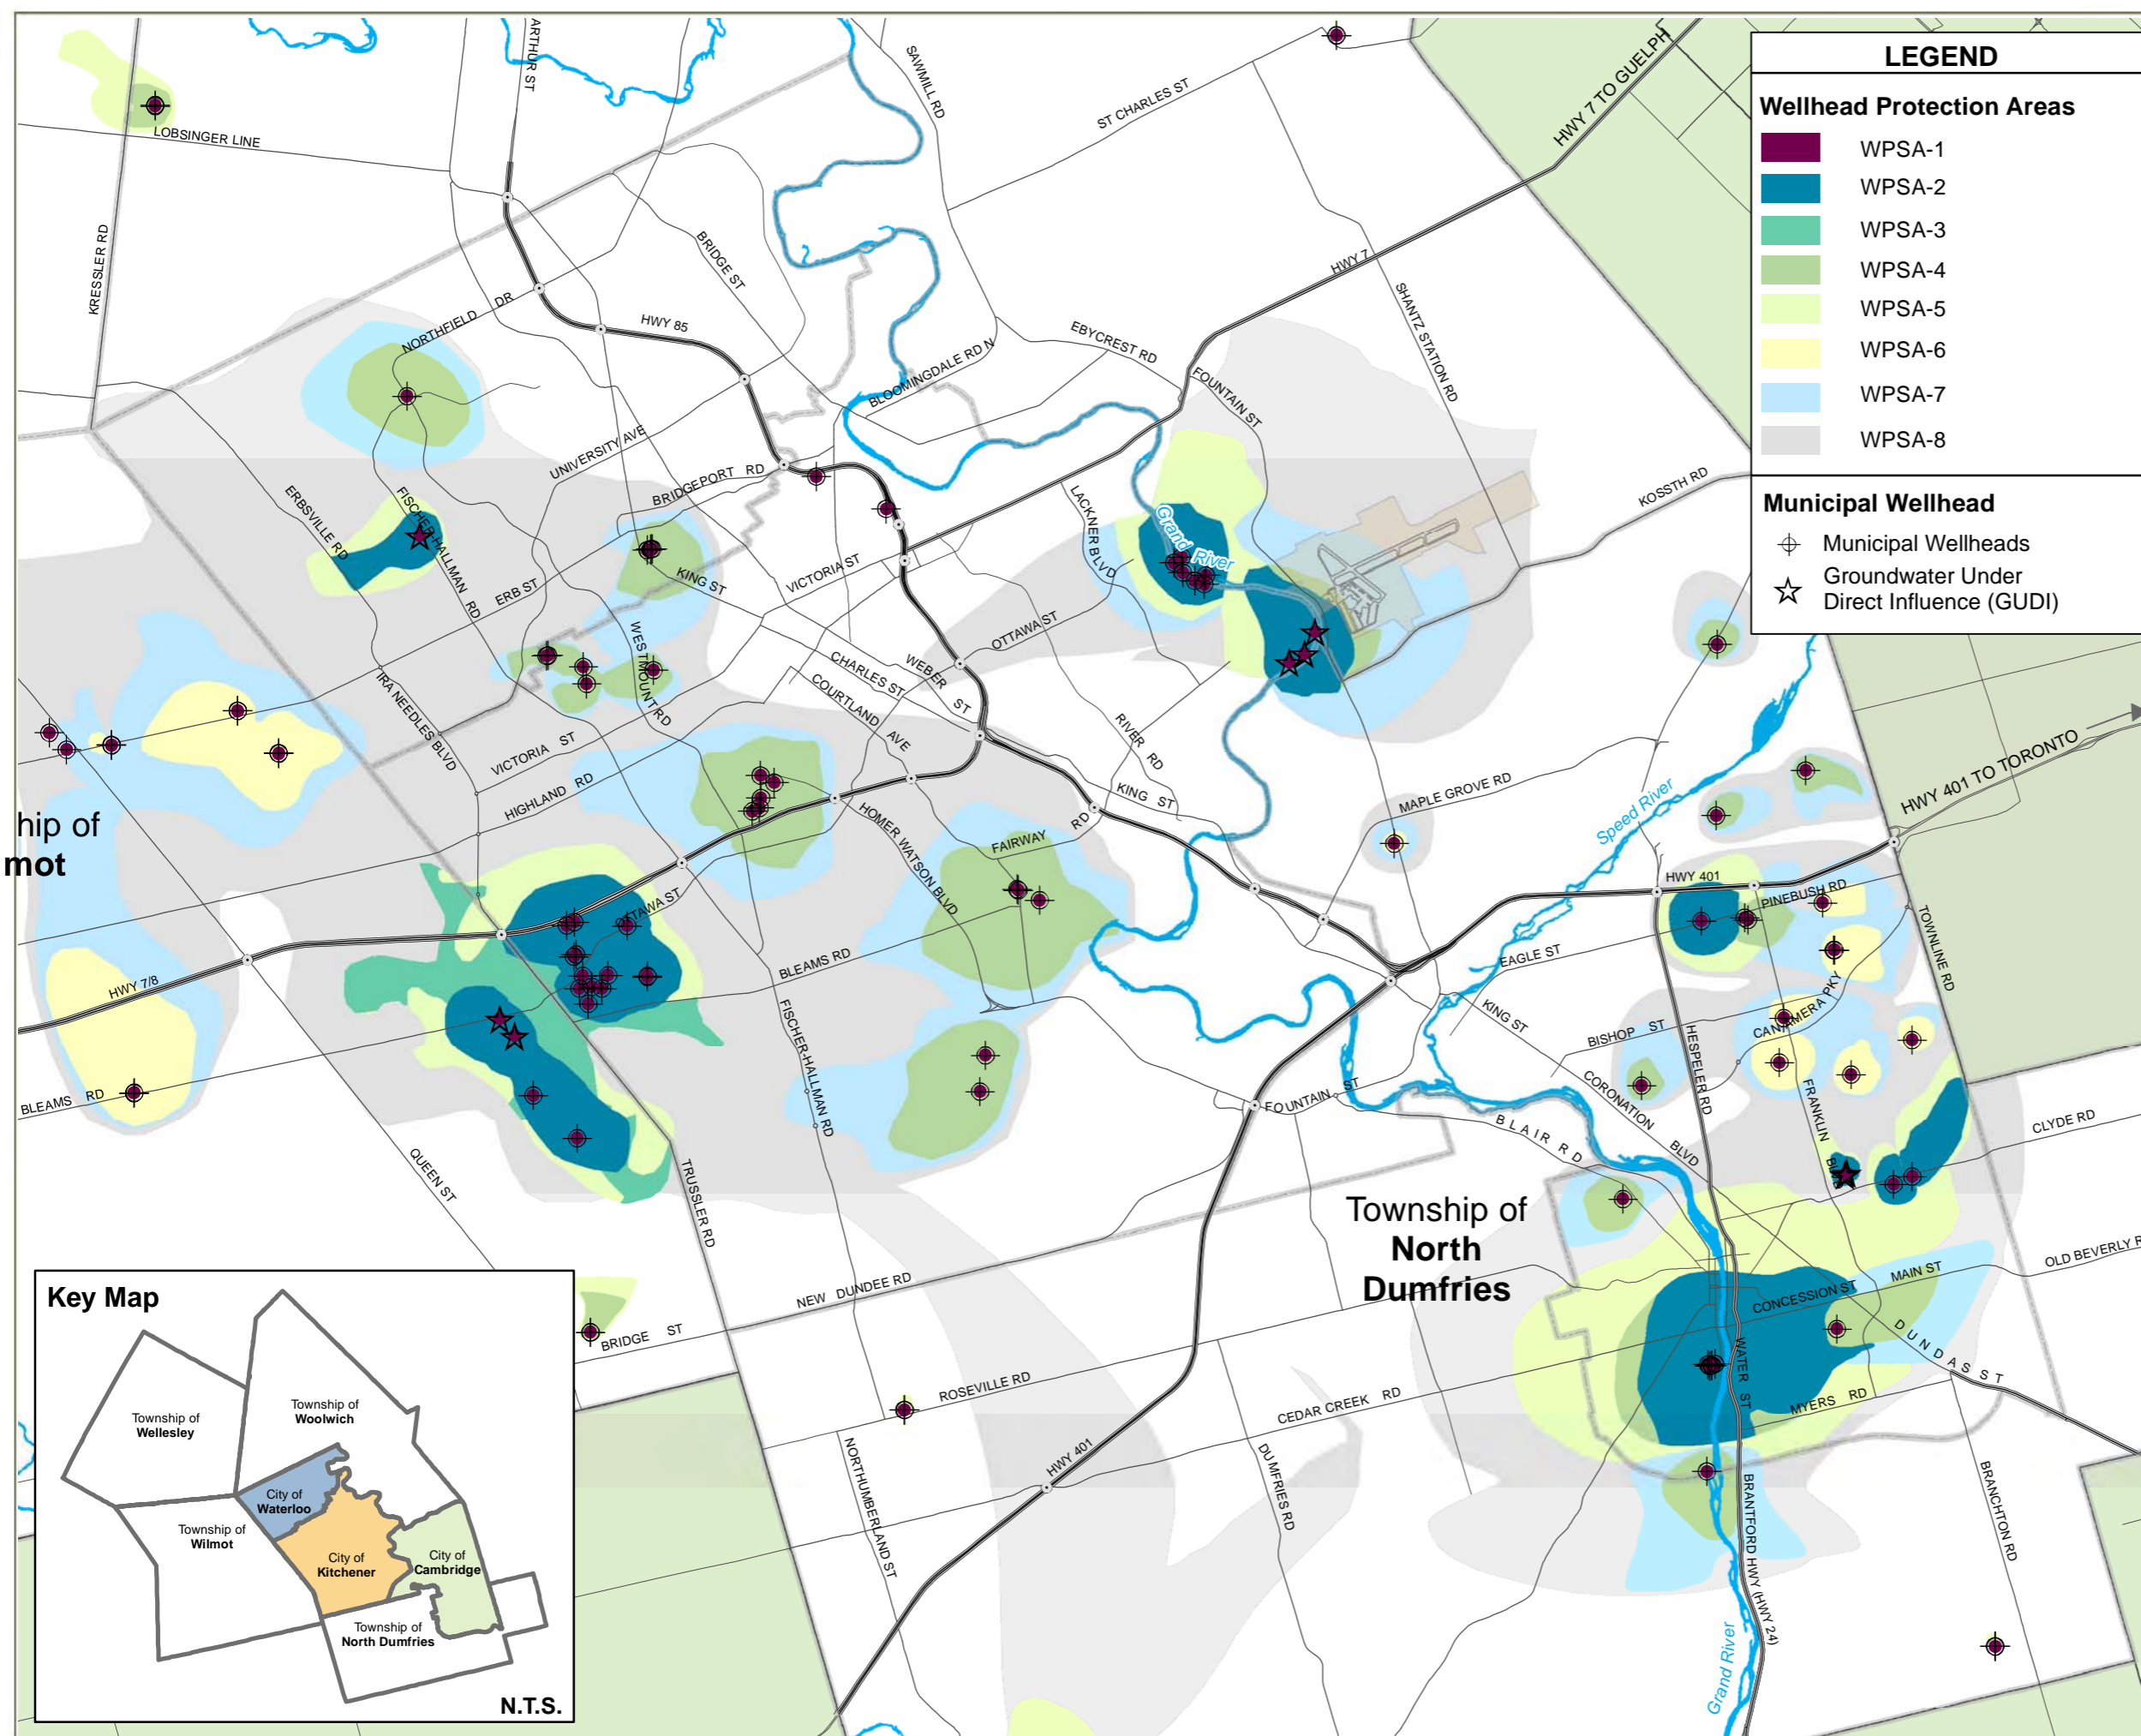 LEGEND
Wellhead Protection Areas
WPSA-1
WPSA-2
WPSA-3
WPSA-4
WPSA-5
WPSA-6
WPSA-7
WPSA-8
Municipal Wellhead
Municipal Wellheads
Groundwater Under
Direct Influence (GUDI)
ARTHUR ST
SAWMILL RD
ST CHARLES ST
HWY 7 TO GUELPH
LOBSINGER LINE
KRESSLER RD
BRIDGE ST
NORTHFIELD DR
HWY 85
HWY 7
SHANTZ STATION RD
EBYCREST RD
BLOOMINGDALE RD N
FOUNTAIN ST
UNIVERSITY AVE
BRIDGEPORT RD
ERBSVILLE RD
FISCHER-HALLMAN RD
LACKNER BLVD
Grand River
KOSSTH RD
ERB ST
KING ST
VICTORIA ST
OTTAWA ST
WESTMOUNT RD
CHARLES ST
WEBER ST
COURTLAND AVE
IRA NEEDLES BLVD
VICTORIA ST
HIGHLAND RD
RIVER RD
KING ST
MAPLE GROVE RD
Speed River
HWY 401 TO TORONTO
hip of
mot
HOMER WATSON BLVD
FAIRWAY RD
OTTAWA ST
HWY 401
PINEBUSH RD
TOWNLINE RD
EAGLE ST
BLEAMS RD
HWY 7/8
KING ST
BISHOP ST
CANAMERA PKY
HESPELER RD
FISCHER-HALLMAN RD
BLEAMS RD
FOUNTAIN ST
CORONATION BLVD
FRANKLIN BLVD
CLYDE RD
BLAIR RD
QUEEN ST
TRUSSLER RD
Township of
North
Dumfries
OLD BEVERLY R
MAIN ST
CONCESSION ST
NEW DUNDEE RD
BRIDGE ST
DUNDAS ST
WATER ST
MYERS RD
ROSEVILLE RD
CEDAR CREEK RD
HWY 401
NORTHUMBERLAND ST
DUMFRIES RD
BRANTFORD HWY (HWY 24)
BRANCHTON RD
Grand River
Key Map
Township of
Wellesley
Township of
Woolwich
City of
Waterloo
Township of
Wilmot
City of
Kitchener
City of
Cambridge
Township of
North Dumfries
N.T.S.